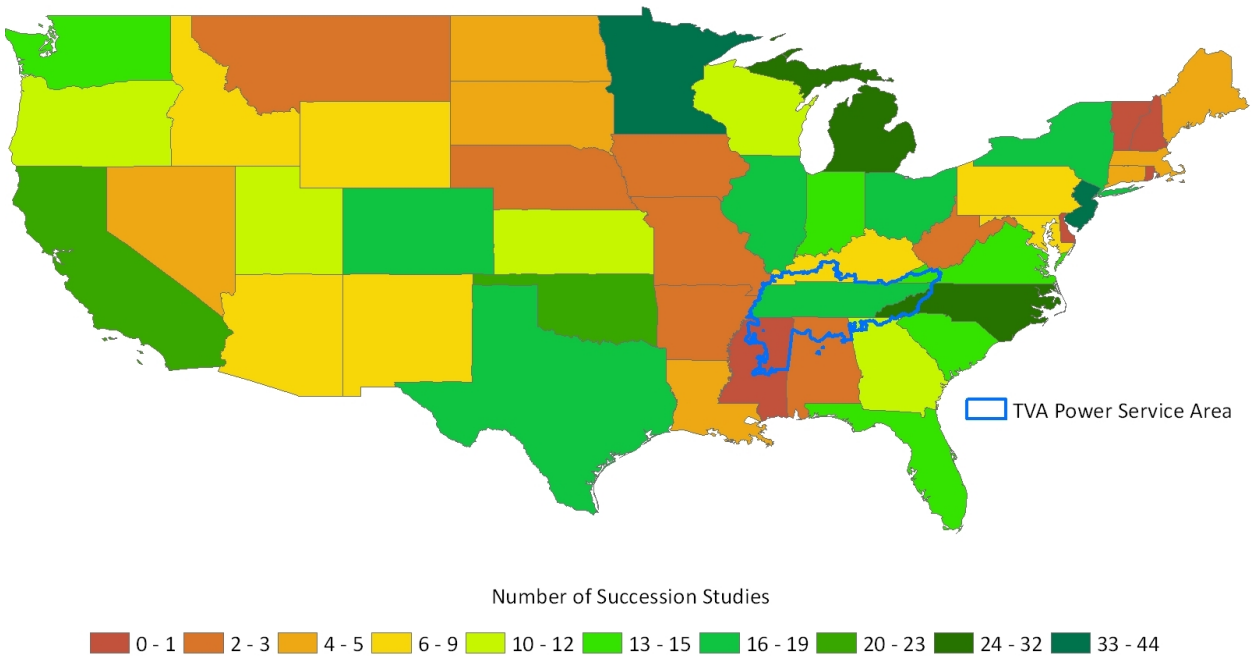 TVA Power Service Area
Number of Succession Studies
0 - 1 2 - 3 4 - 5 6 - 9 10 - 12 13 - 15 16 - 19 20 - 23 24 - 32 33 - 44